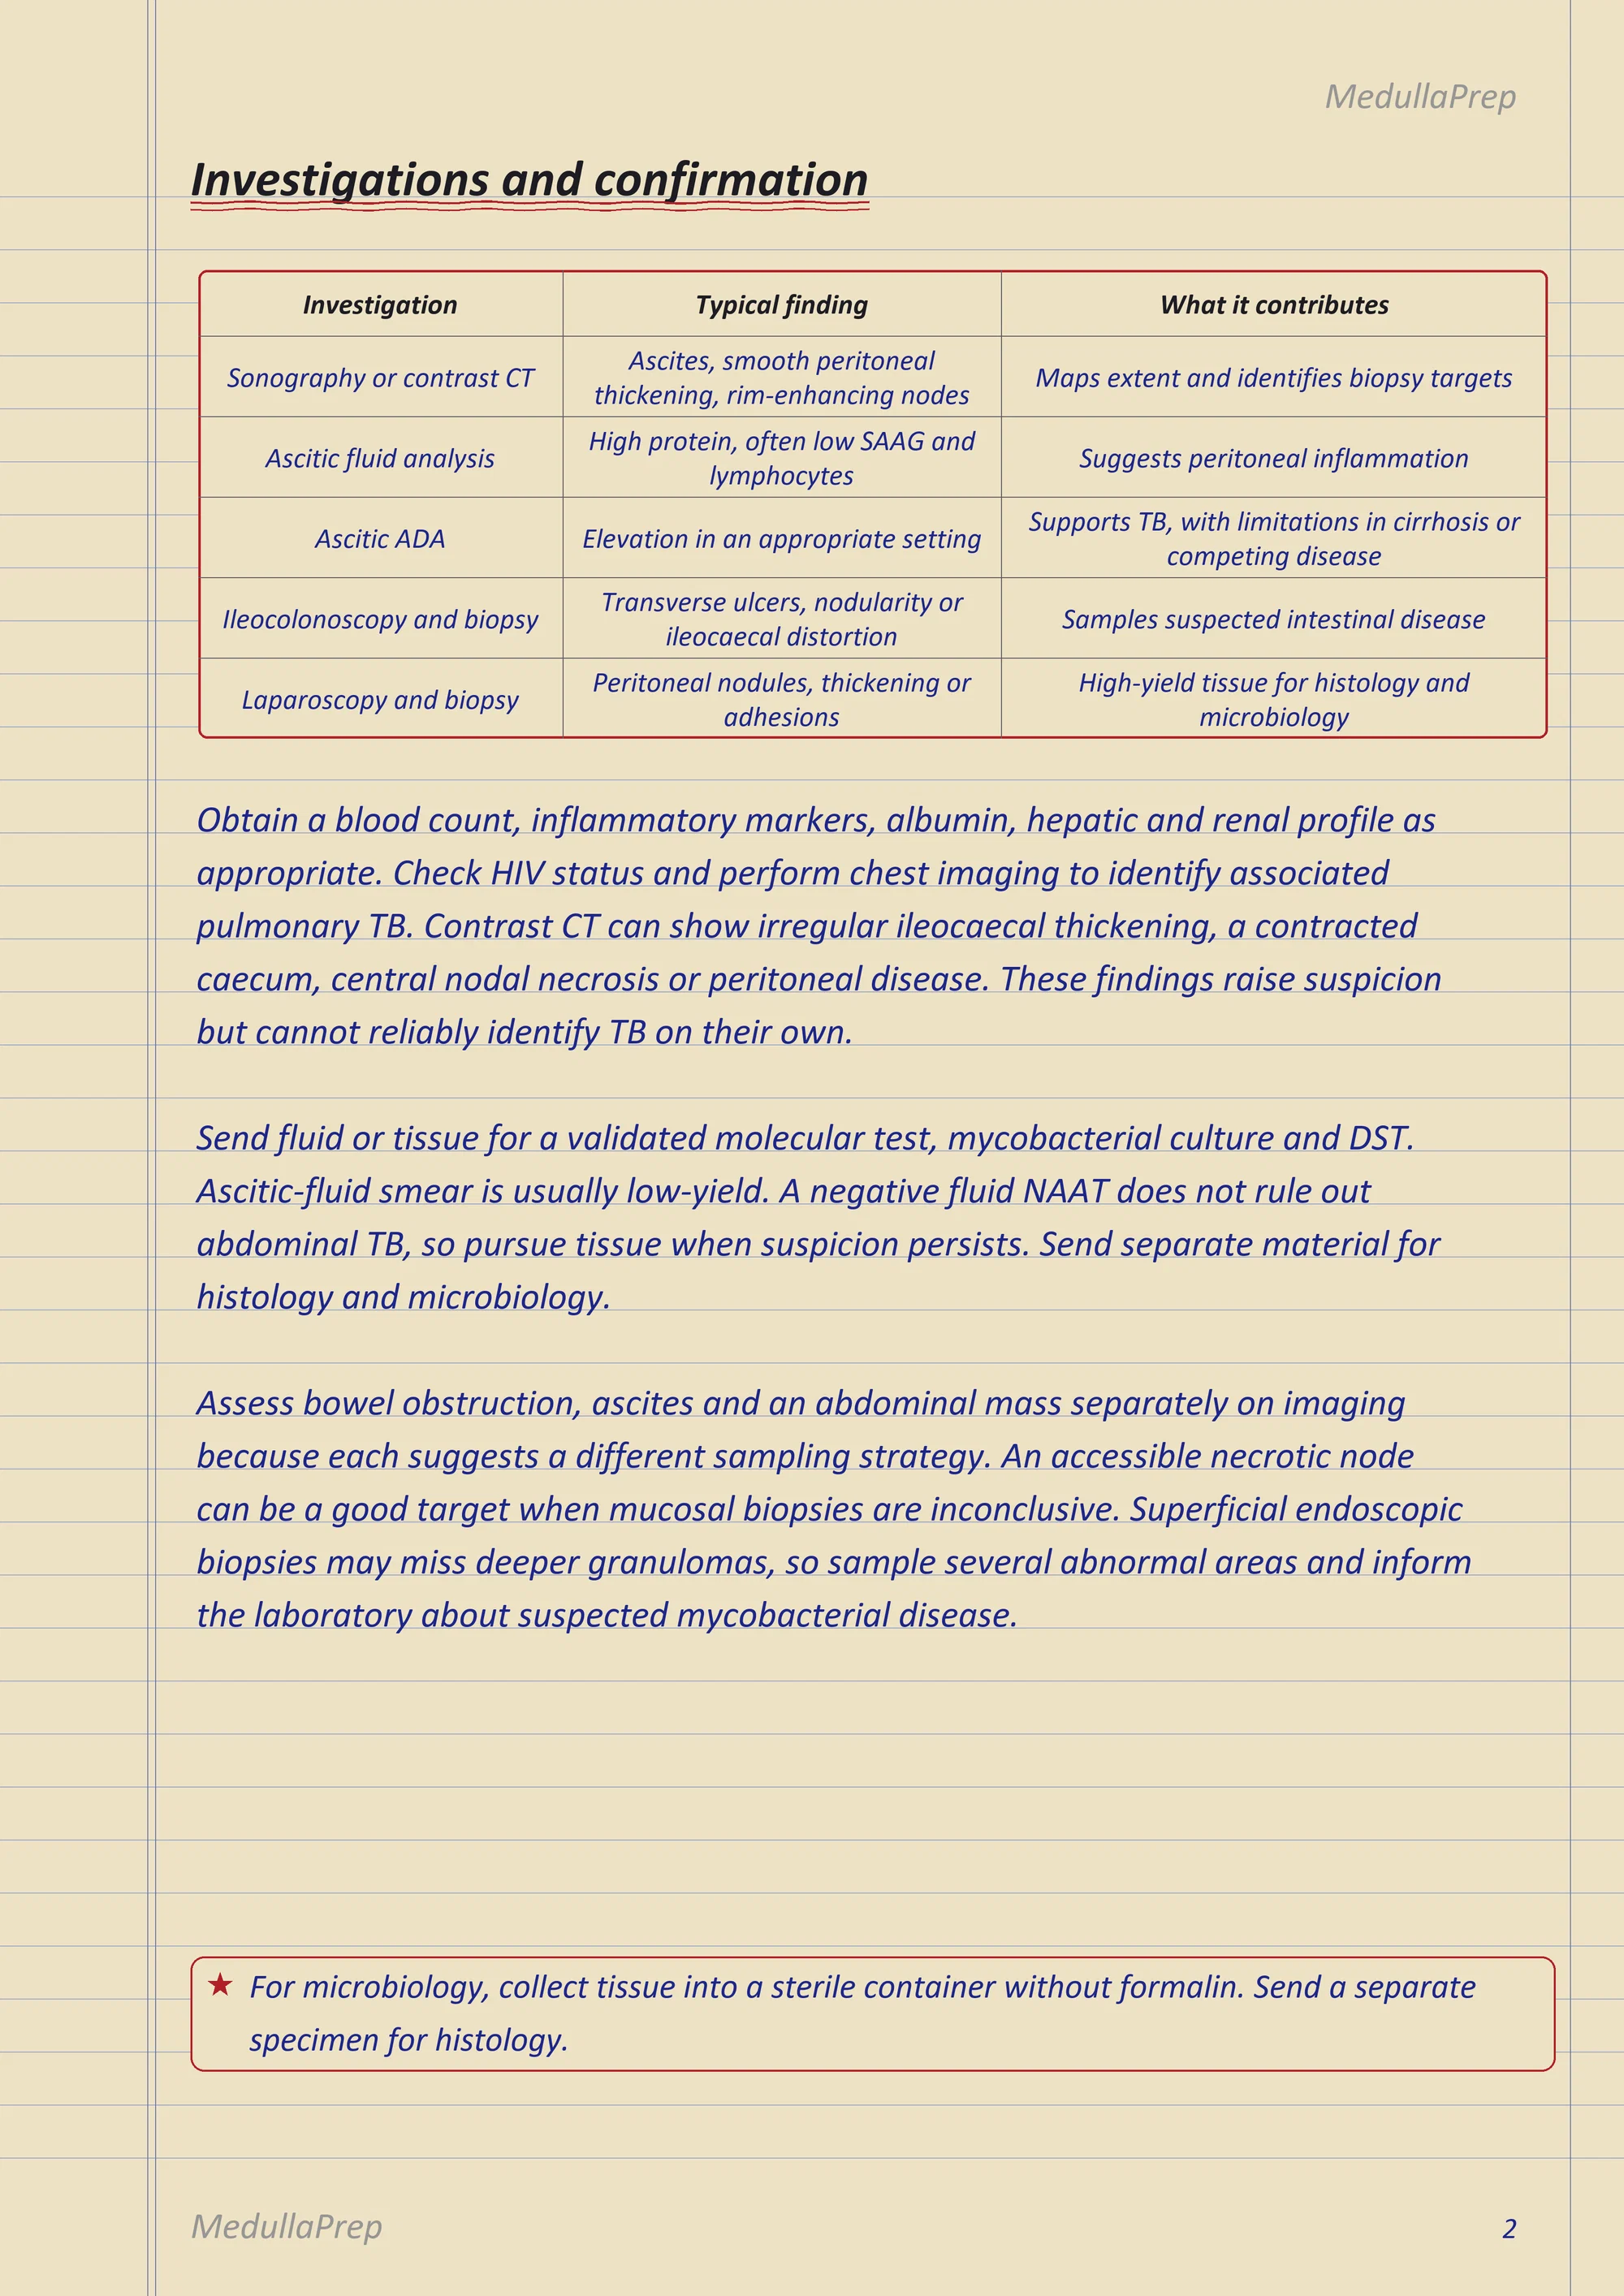 MedullaPrep
Investigations and confirmation
Investigation | Typical finding | What it contributes
Sonography or contrast CT | Ascites, smooth peritoneal thickening, rim-enhancing nodes | Maps extent and identifies biopsy targets
Ascitic fluid analysis | High protein, often low SAAG and lymphocytes | Suggests peritoneal inflammation
Ascitic ADA | Elevation in an appropriate setting | Supports TB, with limitations in cirrhosis or competing disease
Ileocolonoscopy and biopsy | Transverse ulcers, nodularity or ileocaecal distortion | Samples suspected intestinal disease
Laparoscopy and biopsy | Peritoneal nodules, thickening or adhesions | High-yield tissue for histology and microbiology
Obtain a blood count, inflammatory markers, albumin, hepatic and renal profile as
appropriate. Check HIV status and perform chest imaging to identify associated
pulmonary TB. Contrast CT can show irregular ileocaecal thickening, a contracted
caecum, central nodal necrosis or peritoneal disease. These findings raise suspicion
but cannot reliably identify TB on their own.
Send fluid or tissue for a validated molecular test, mycobacterial culture and DST.
Ascitic-fluid smear is usually low-yield. A negative fluid NAAT does not rule out
abdominal TB, so pursue tissue when suspicion persists. Send separate material for
histology and microbiology.
Assess bowel obstruction, ascites and an abdominal mass separately on imaging
because each suggests a different sampling strategy. An accessible necrotic node
can be a good target when mucosal biopsies are inconclusive. Superficial endoscopic
biopsies may miss deeper granulomas, so sample several abnormal areas and inform
the laboratory about suspected mycobacterial disease.
★ For microbiology, collect tissue into a sterile container without formalin. Send a separate
specimen for histology.
MedullaPrep
2